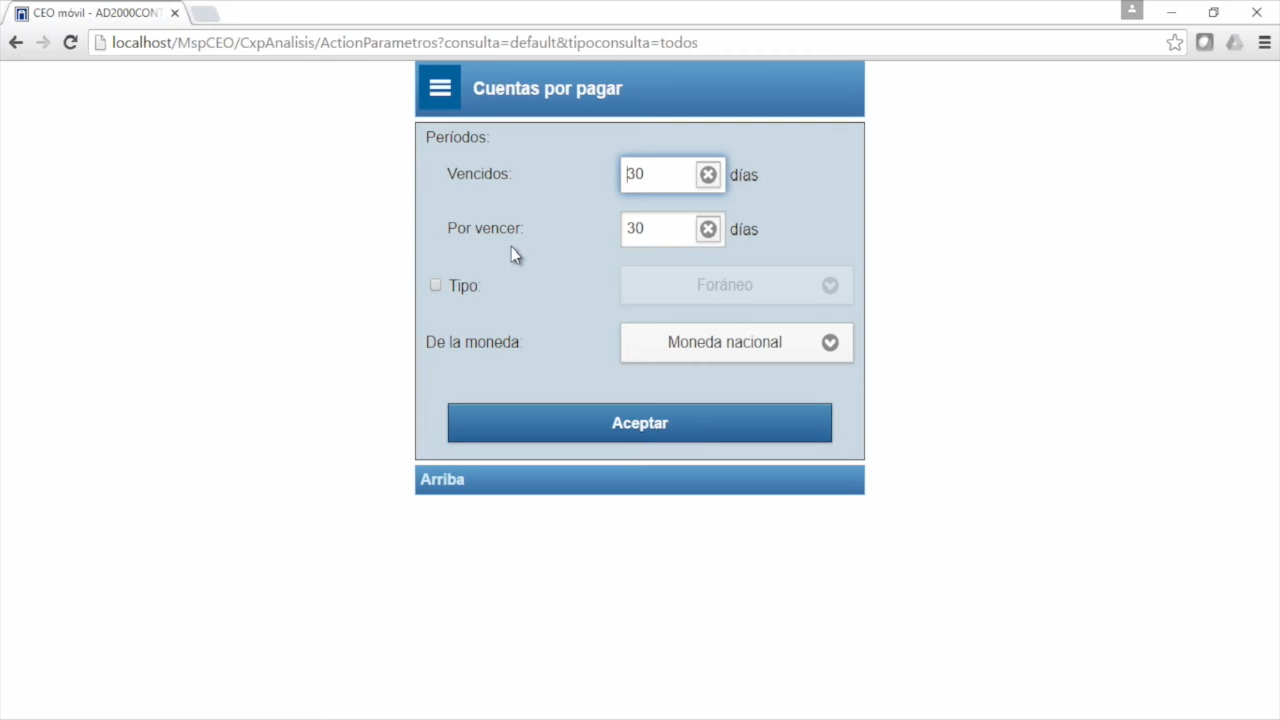 CEO móvil - AD2000CONT
localhost/MspCEO/CxpAnalisis/ActionParametros?consulta=default&tipoconsulta=todos
Cuentas por pagar
Períodos:
Vencidos: 30 días
Por vencer: 30 días
Tipo: Foráneo
De la moneda: Moneda nacional
Aceptar
Arriba